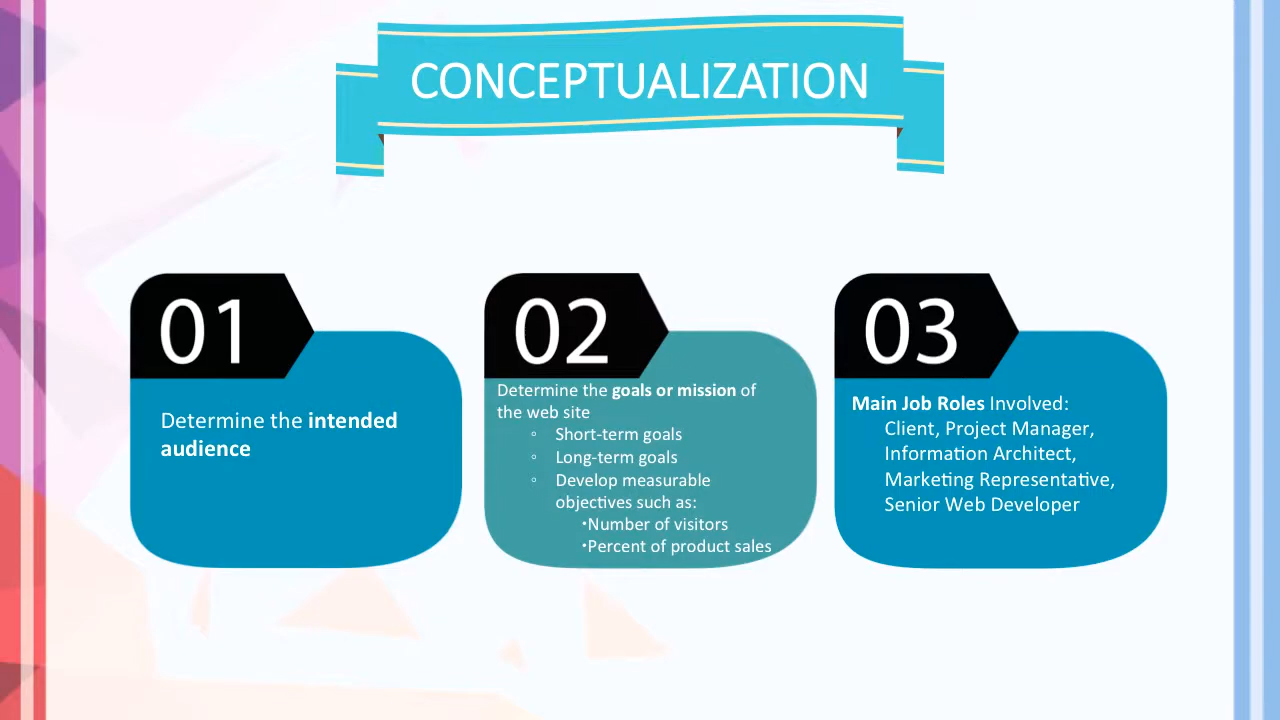 CONCEPTUALIZATION
01
Determine the intended
audience
02
Determine the goals or mission of
the web site
◦ Short-term goals
◦ Long-term goals
◦ Develop measurable
objectives such as:
•Number of visitors
•Percent of product sales
03
Main Job Roles Involved:
Client, Project Manager,
Information Architect,
Marketing Representative,
Senior Web Developer